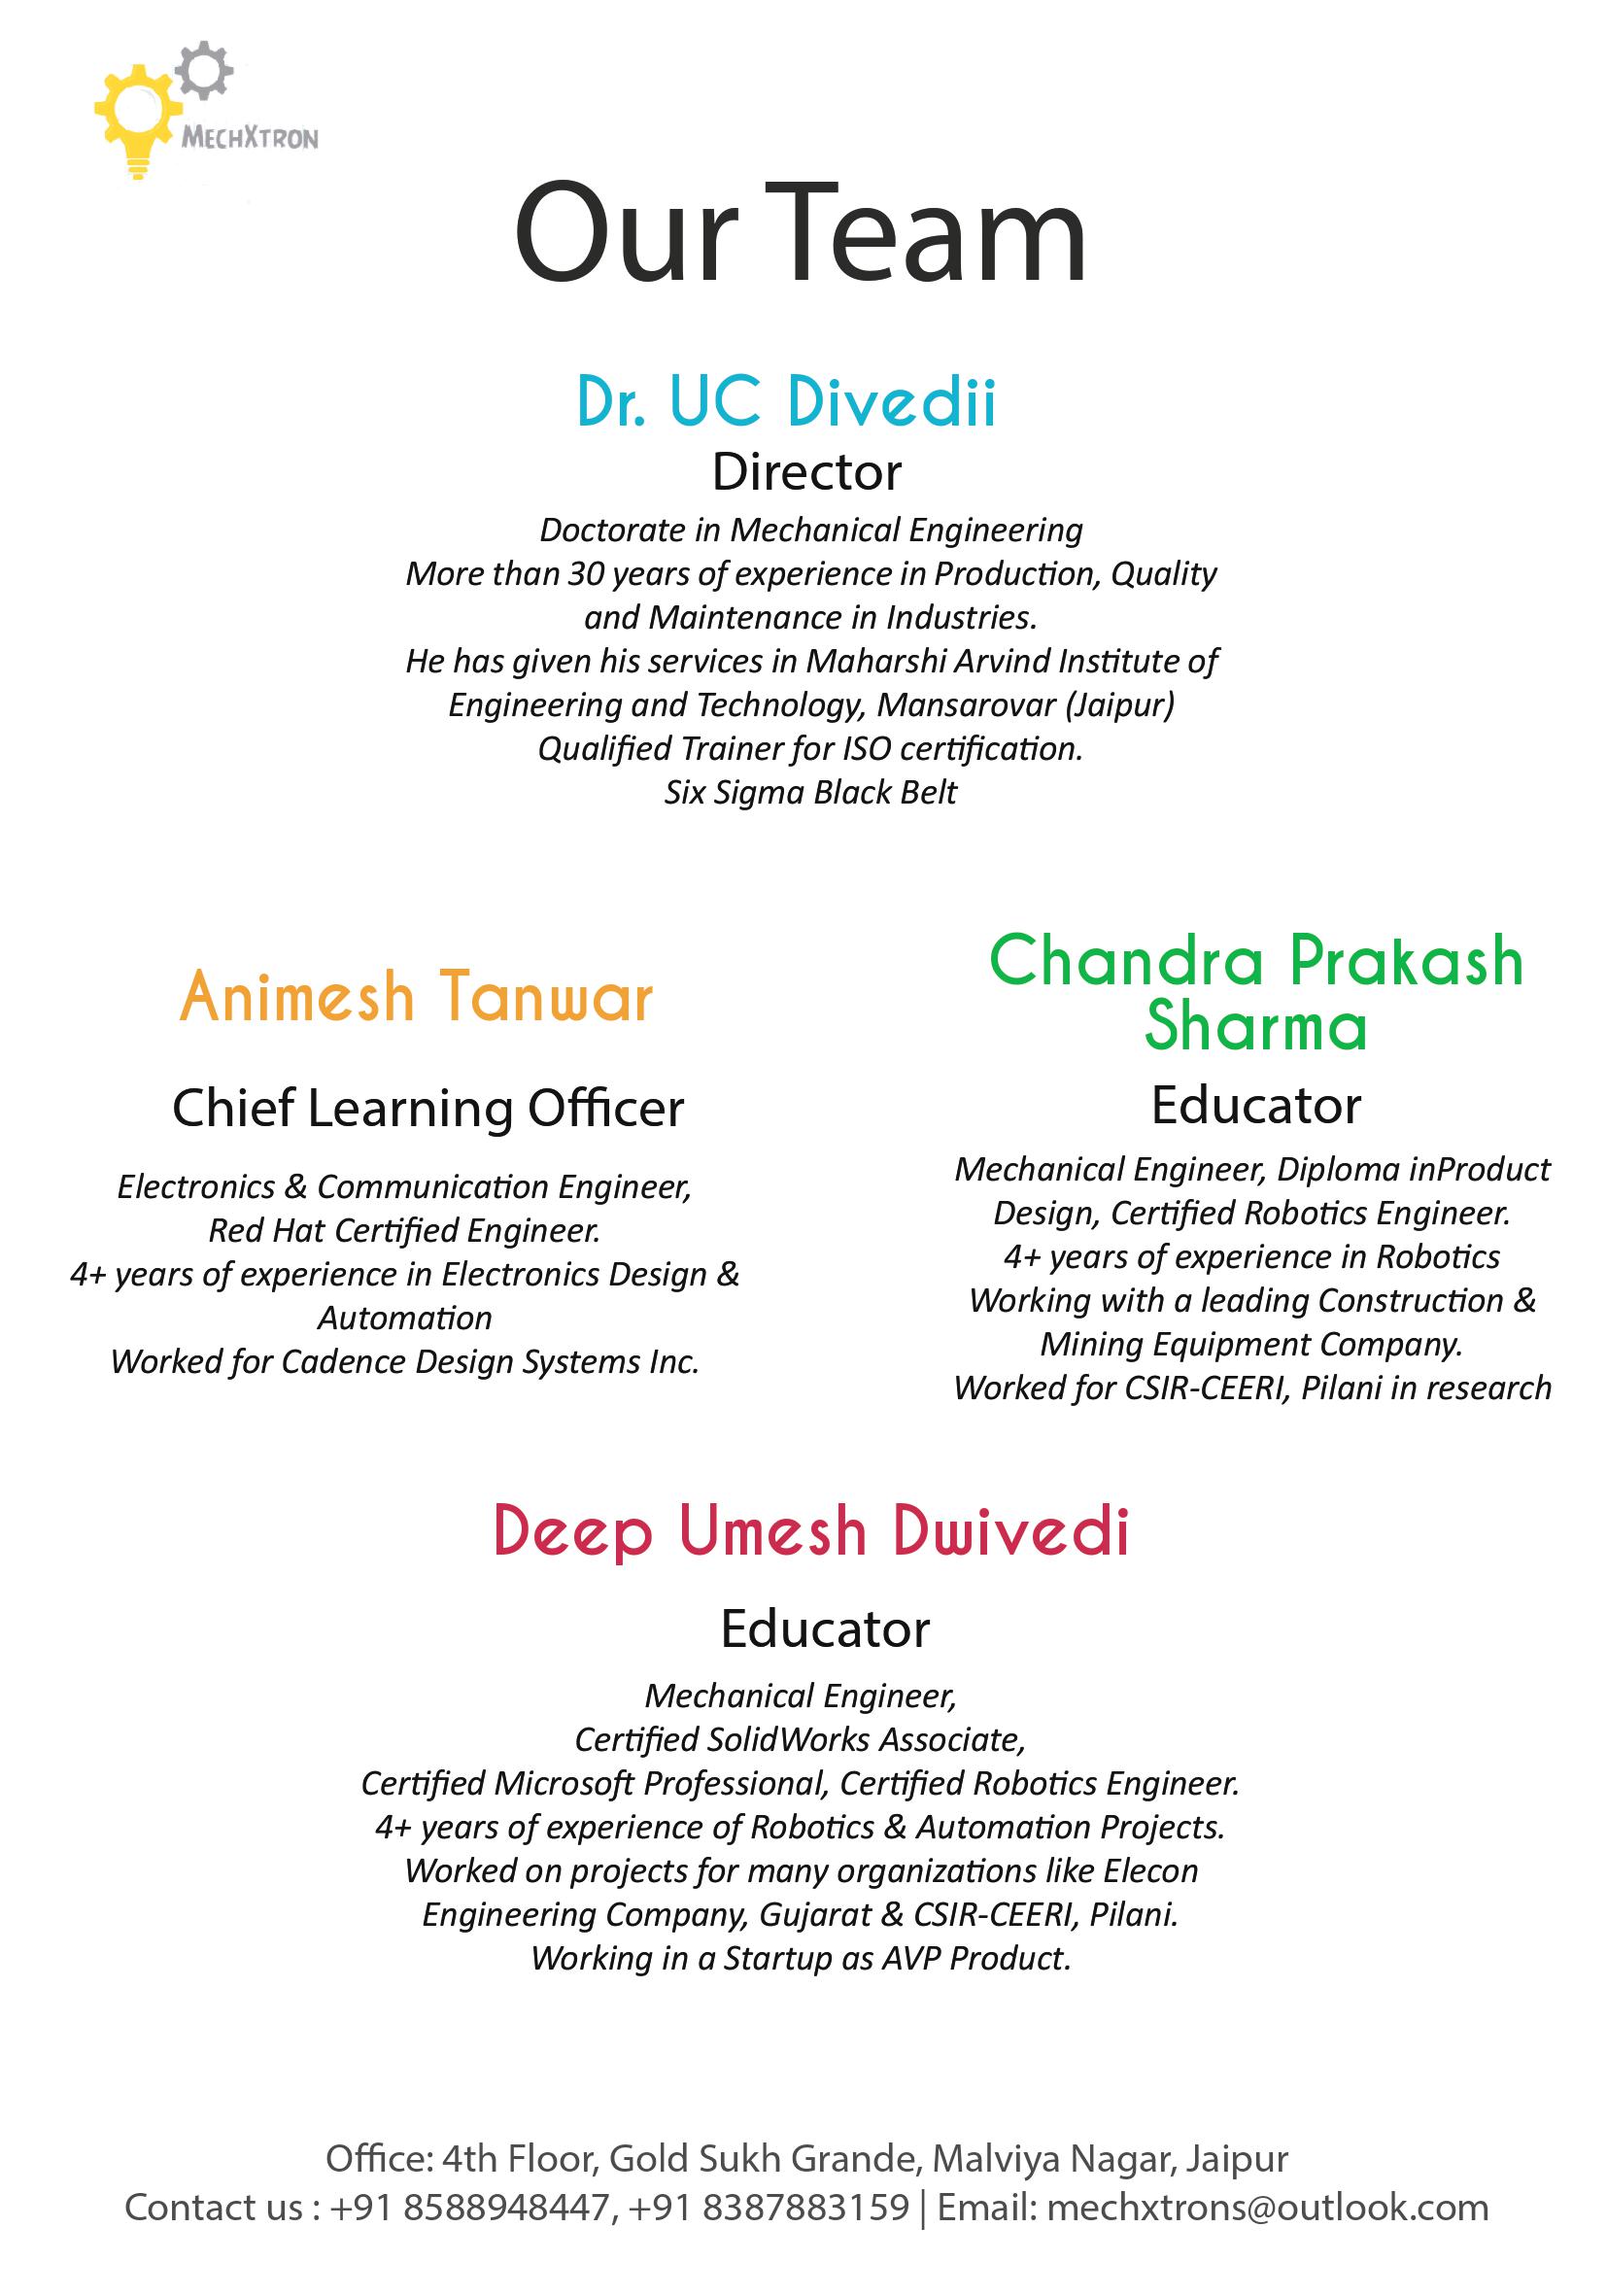 MechXtron
Our Team
Dr. UC Divedii
Director
Doctorate in Mechanical Engineering
More than 30 years of experience in Production, Quality
and Maintenance in Industries.
He has given his services in Maharshi Arvind Institute of
Engineering and Technology, Mansarovar (Jaipur)
Qualified Trainer for ISO certification.
Six Sigma Black Belt
Animesh Tanwar
Chief Learning Officer
Electronics & Communication Engineer,
Red Hat Certified Engineer.
4+ years of experience in Electronics Design &
Automation
Worked for Cadence Design Systems Inc.
Chandra Prakash
Sharma
Educator
Mechanical Engineer, Diploma inProduct
Design, Certified Robotics Engineer.
4+ years of experience in Robotics
Working with a leading Construction &
Mining Equipment Company.
Worked for CSIR-CEERI, Pilani in research
Deep Umesh Dwivedi
Educator
Mechanical Engineer,
Certified SolidWorks Associate,
Certified Microsoft Professional, Certified Robotics Engineer.
4+ years of experience of Robotics & Automation Projects.
Worked on projects for many organizations like Elecon
Engineering Company, Gujarat & CSIR-CEERI, Pilani.
Working in a Startup as AVP Product.
Office: 4th Floor, Gold Sukh Grande, Malviya Nagar, Jaipur
Contact us : +91 8588948447, +91 8387883159 | Email: mechxtrons@outlook.com